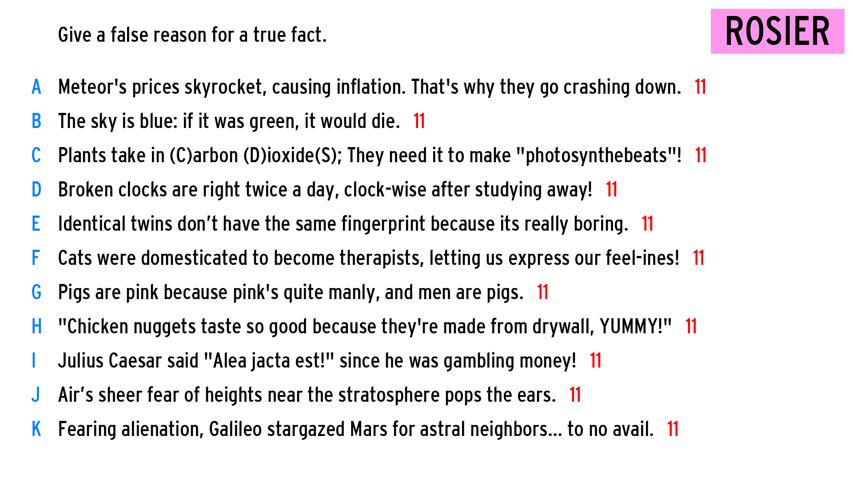 Give a false reason for a true fact.
ROSIER
A Meteor's prices skyrocket, causing inflation. That's why they go crashing down. 11
B The sky is blue: if it was green, it would die. 11
C Plants take in (C)arbon (D)ioxide(S); They need it to make "photosynthebeats"! 11
D Broken clocks are right twice a day, clock-wise after studying away! 11
E Identical twins don’t have the same fingerprint because its really boring. 11
F Cats were domesticated to become therapists, letting us express our feel-ines! 11
G Pigs are pink because pink's quite manly, and men are pigs. 11
H "Chicken nuggets taste so good because they're made from drywall, YUMMY!" 11
I Julius Caesar said "Alea jacta est!" since he was gambling money! 11
J Air’s sheer fear of heights near the stratosphere pops the ears. 11
K Fearing alienation, Galileo stargazed Mars for astral neighbors... to no avail. 11